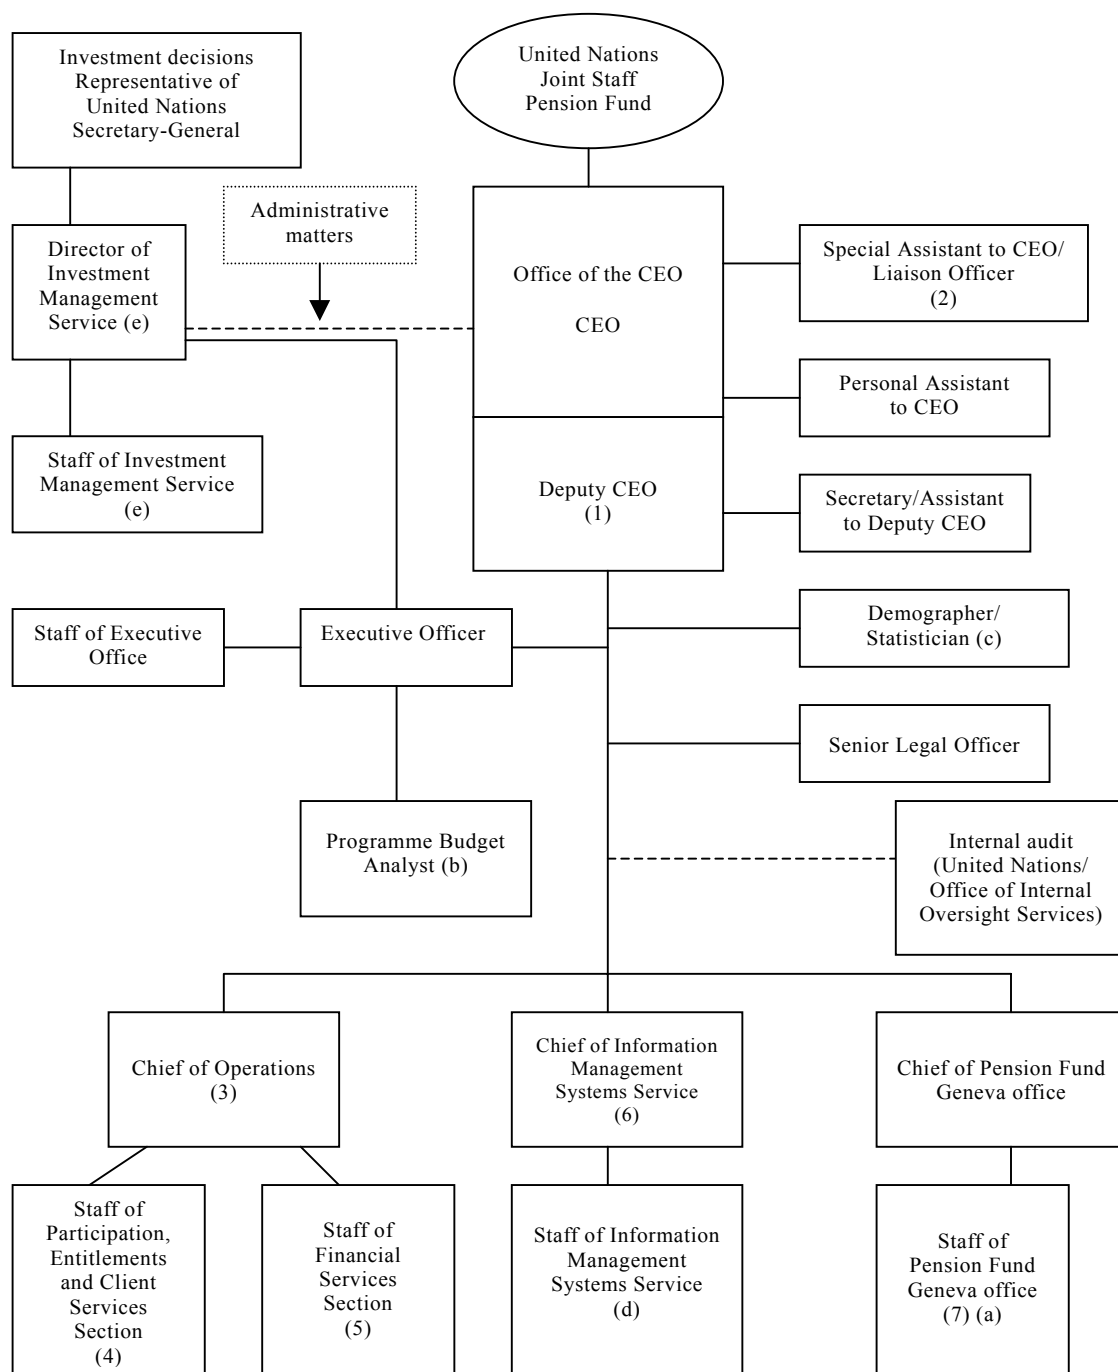 Investment decisions
Representative of
United Nations
Secretary-General
United Nations
Joint Staff
Pension Fund
Administrative
matters
Director of
Investment
Management
Service (e)
Office of the CEO
CEO
Special Assistant to CEO/
Liaison Officer
(2)
Personal Assistant
to CEO
Staff of Investment
Management Service
(e)
Deputy CEO
(1)
Secretary/Assistant
to Deputy CEO
Staff of Executive
Office
Executive Officer
Demographer/
Statistician (c)
Senior Legal Officer
Programme Budget
Analyst (b)
Internal audit
(United Nations/
Office of Internal
Oversight Services)
Chief of Operations
(3)
Chief of Information
Management
Systems Service
(6)
Chief of Pension Fund
Geneva office
Staff of
Participation,
Entitlements
and Client
Services
Section
(4)
Staff of
Financial
Services
Section
(5)
Staff of Information
Management
Systems Service
(d)
Staff of
Pension Fund
Geneva office
(7) (a)